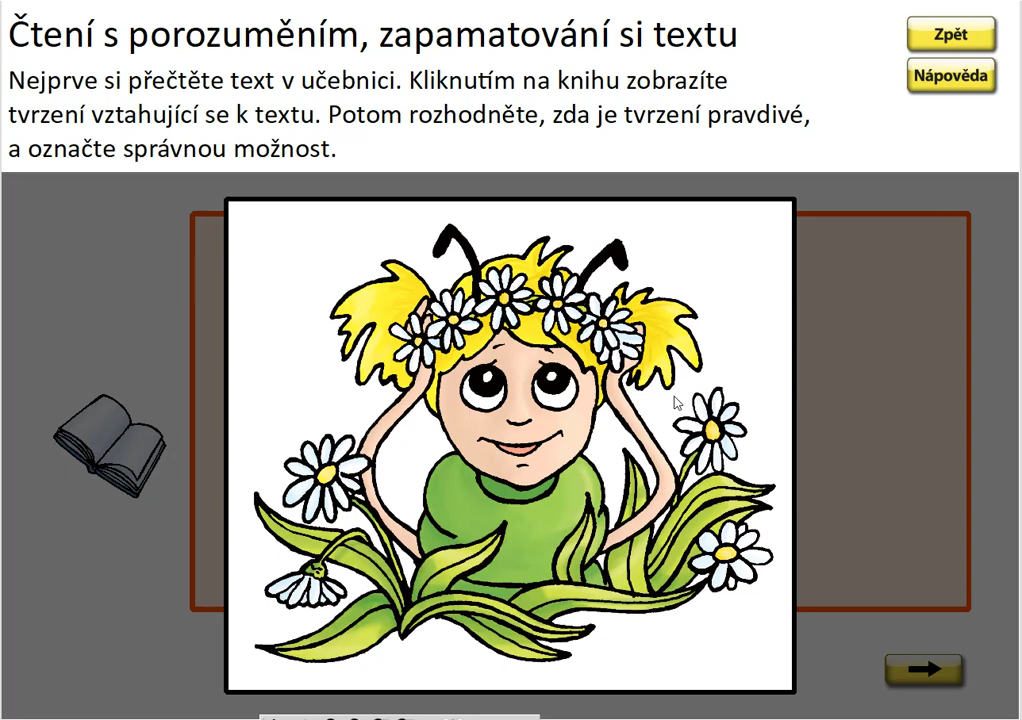 Čtení s porozuměním, zapamatování si textu
Zpět
Nápověda
Nejprve si přečtěte text v učebnici. Kliknutím na knihu zobrazíte
tvrzení vztahující se k textu. Potom rozhodněte, zda je tvrzení pravdivé,
a označte správnou možnost.